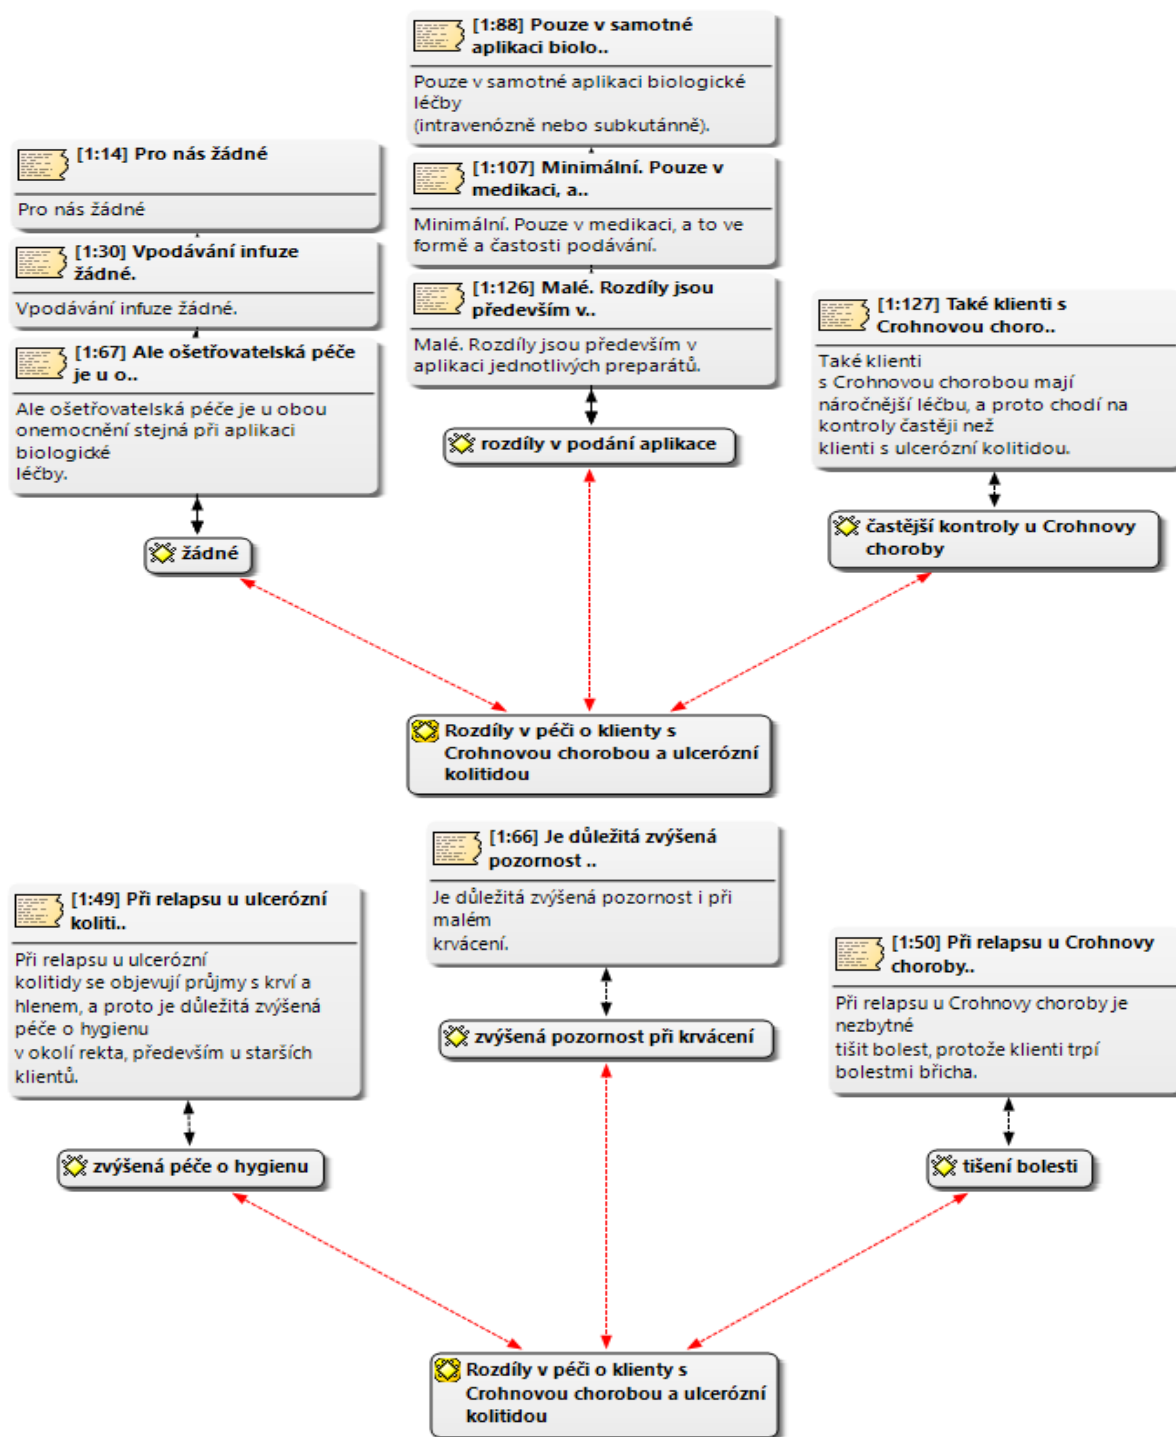 [1:88] Pouze v samotné
aplikaci biolo..
Pouze v samotné aplikaci biologické
léčby
(intravenózně nebo subkutánně).
[1:14] Pro nás žádné
Pro nás žádné
[1:107] Minimální. Pouze v
medikaci, a..
Minimální. Pouze v medikaci, a to ve
formě a častosti podávání.
[1:30] Vpodávání infuze
žádné.
Vpodávání infuze žádné.
[1:126] Malé. Rozdíly jsou
především v..
Malé. Rozdíly jsou především v
aplikaci jednotlivých preparátů.
[1:127] Také klienti s
Crohnovou choro..
Také klienti
s Crohnovou chorobou mají
náročnější léčbu, a proto chodí na
kontroly častěji než
klienti s ulcerózní kolitidou.
[1:67] Ale ošetřovatelská péče
je u o..
Ale ošetřovatelská péče je u obou
onemocnění stejná při aplikaci
biologické
léčby.
rozdíly v podání aplikace
častější kontroly u Crohnovy
choroby
žádné
Rozdíly v péči o klienty s
Crohnovou chorobou a ulcerózní
kolitidou
[1:66] Je důležitá zvýšená
pozornost ..
Je důležitá zvýšená pozornost i při
malém
krvácení.
[1:49] Při relapsu u ulcerózní
koliti..
Při relapsu u ulcerózní
kolitidy se objevují průjmy s krví a
hlenem, a proto je důležitá zvýšená
péče o hygienu
v okolí rekta, především u starších
klientů.
[1:50] Při relapsu u Crohnovy
choroby..
Při relapsu u Crohnovy choroby je
nezbytné
tišit bolest, protože klienti trpí
bolestmi břicha.
zvýšená pozornost při krvácení
zvýšená péče o hygienu
tišení bolesti
Rozdíly v péči o klienty s
Crohnovou chorobou a ulcerózní
kolitidou